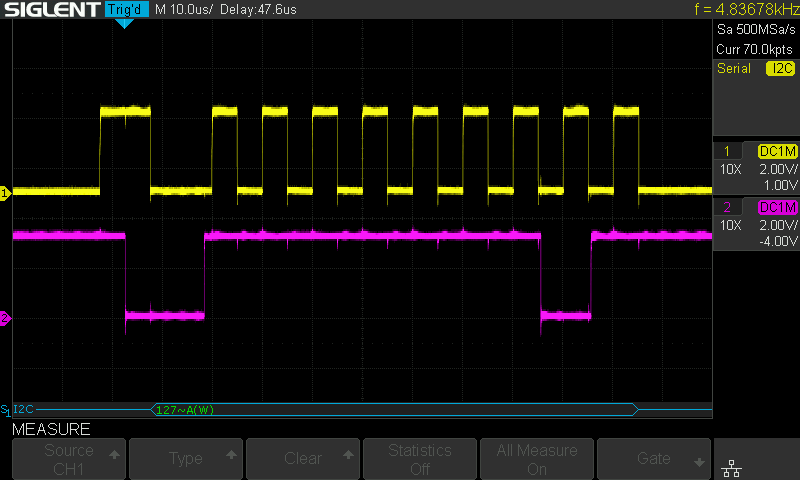 SIGLENT Trig'd M 10.0us/ Delay:47.6us f = 4.83678kHz
Sa 500MSa/s
Curr 70.0kpts
Serial I2C
1 DC1M
10X 2.00V/
1.00V
2 DC1M
10X 2.00V/
-4.00V
1
2
S1 I2C 127~A(W)
MEASURE
Source CH1
Type
Clear
Statistics Off
All Measure On
Gate